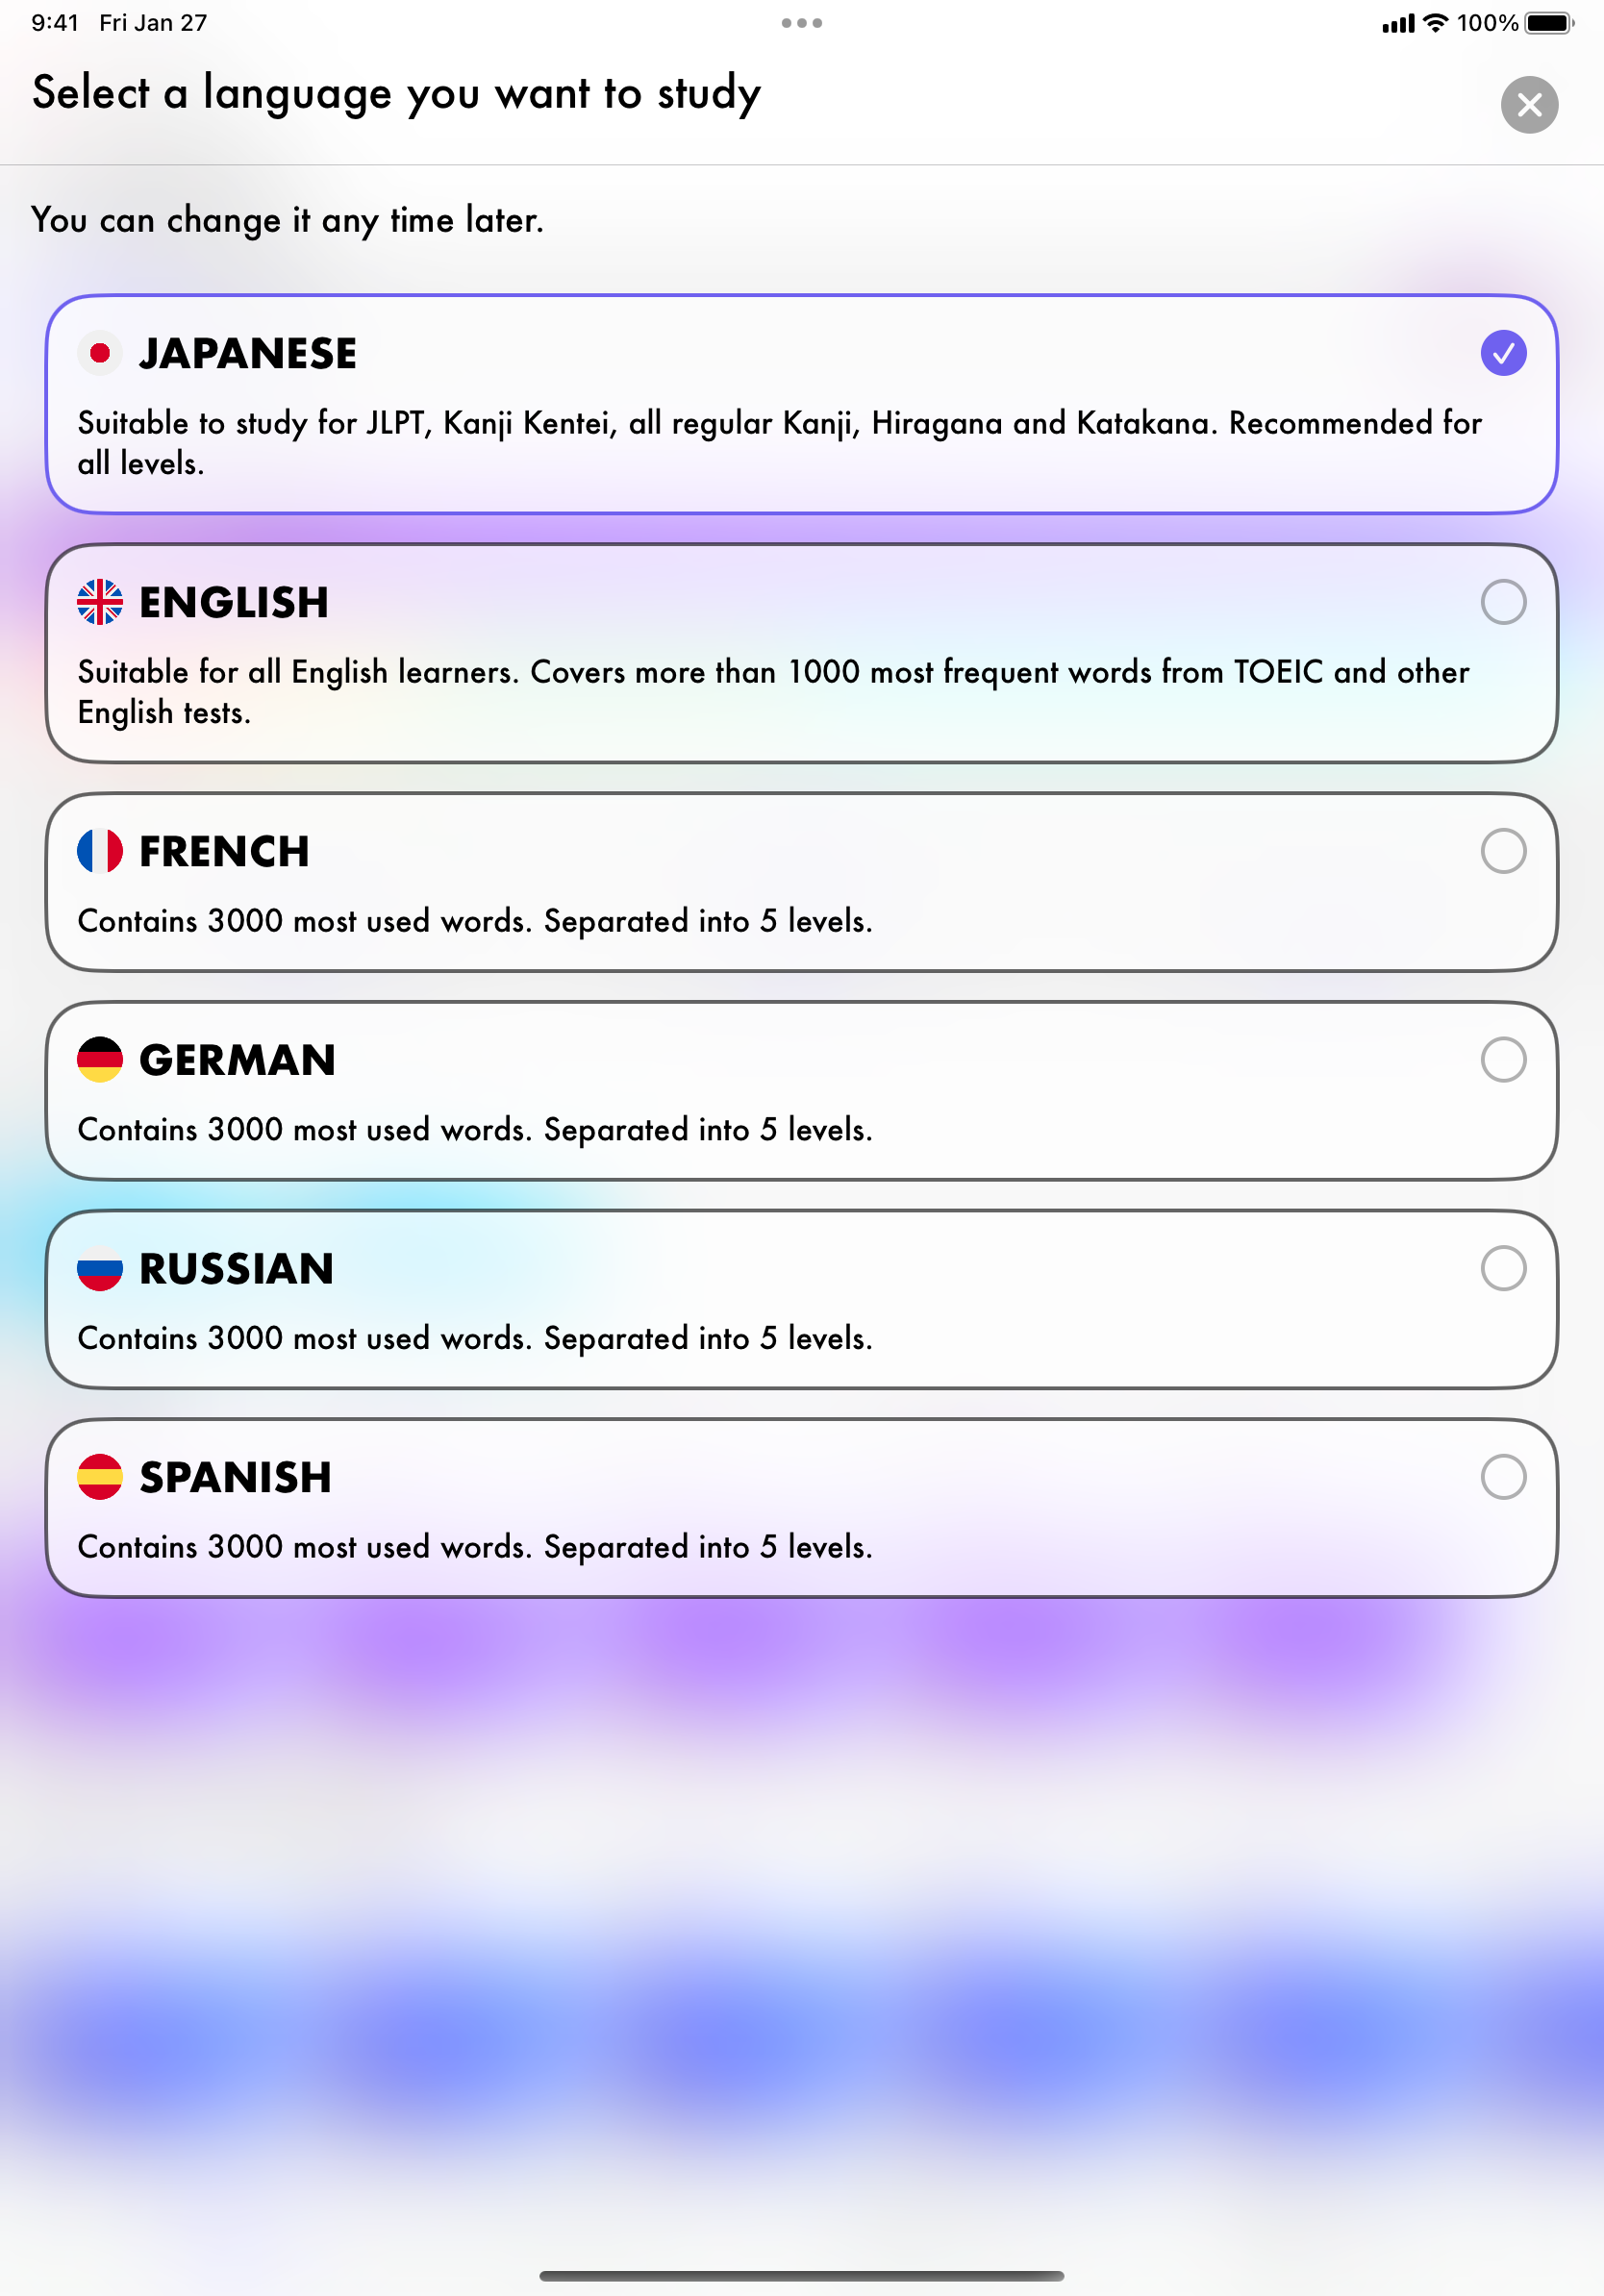 9:41 Fri Jan 27
100%
Select a language you want to study
You can change it any time later.
JAPANESE
Suitable to study for JLPT, Kanji Kentei, all regular Kanji, Hiragana and Katakana. Recommended for
all levels.
ENGLISH
Suitable for all English learners. Covers more than 1000 most frequent words from TOEIC and other
English tests.
FRENCH
Contains 3000 most used words. Separated into 5 levels.
GERMAN
Contains 3000 most used words. Separated into 5 levels.
RUSSIAN
Contains 3000 most used words. Separated into 5 levels.
SPANISH
Contains 3000 most used words. Separated into 5 levels.